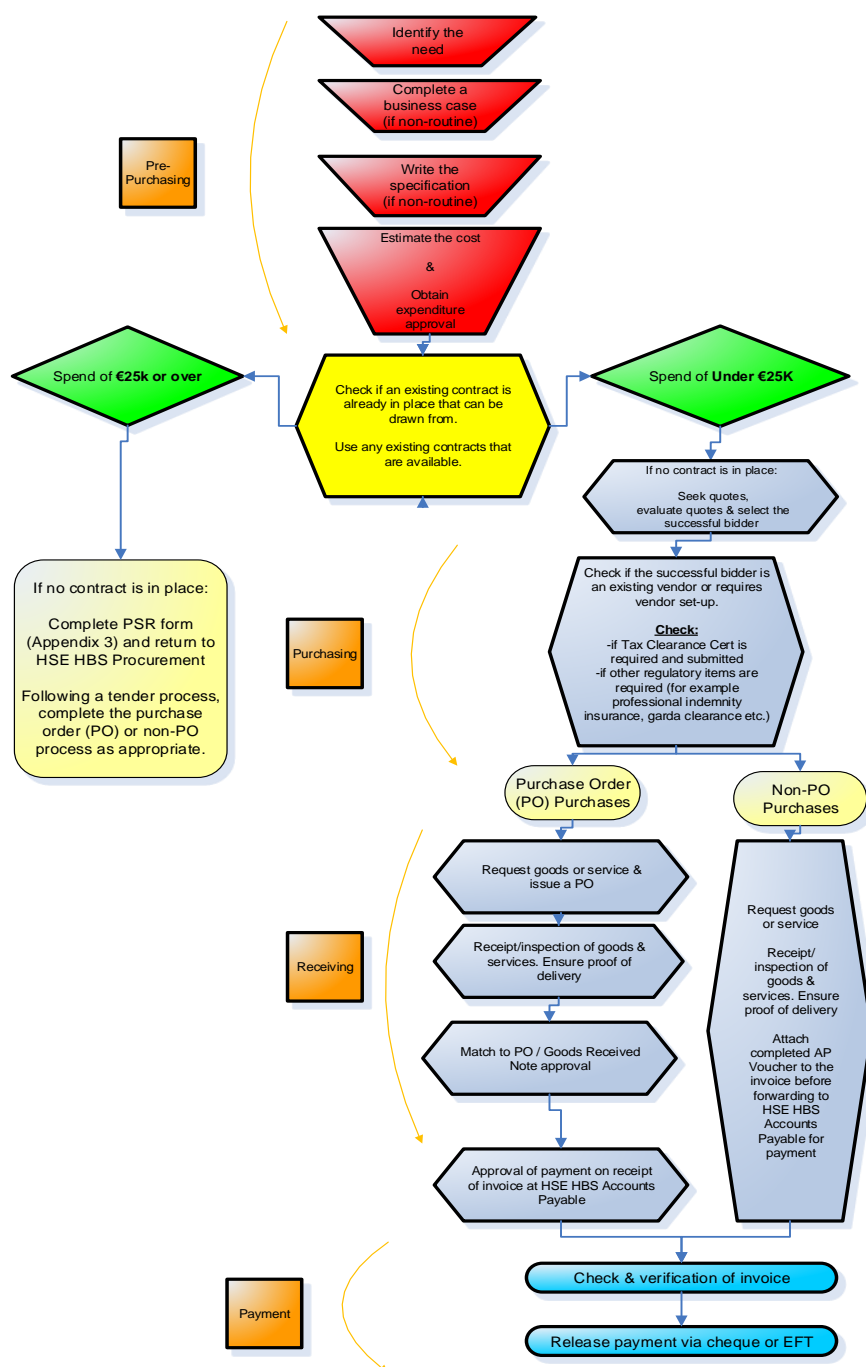 Identify the
need
Complete a
business case
(if non-routine)
Pre-
Purchasing
Write the
specification
(if non-routine)
Estimate the cost
&
Obtain
expenditure
approval
Spend of €25k or over
Check if an existing contract is
already in place that can be
drawn from.
Use any existing contracts that
are available.
Spend of Under €25K
If no contract is in place:
Seek quotes,
evaluate quotes & select the
successful bidder
If no contract is in place:
Complete PSR form
(Appendix 3) and return to
HSE HBS Procurement
Following a tender process,
complete the purchase
order (PO) or non-PO
process as appropriate.
Purchasing
Check if the successful bidder is
an existing vendor or requires
vendor set-up.
Check:
-if Tax Clearance Cert is
required and submitted
-if other regulatory items are
required (for example
professional indemnity
insurance, garda clearance etc.)
Purchase Order
(PO) Purchases
Non-PO
Purchases
Request goods or service &
issue a PO
Receiving
Receipt/inspection of goods &
services. Ensure proof of
delivery
Match to PO / Goods Received
Note approval
Approval of payment on receipt
of invoice at HSE HBS Accounts
Payable
Request goods
or service
Receipt/
inspection of
goods &
services. Ensure
proof of delivery
Attach
completed AP
Voucher to the
invoice before
forwarding to
HSE HBS
Accounts
Payable for
payment
Payment
Check & verification of invoice
Release payment via cheque or EFT